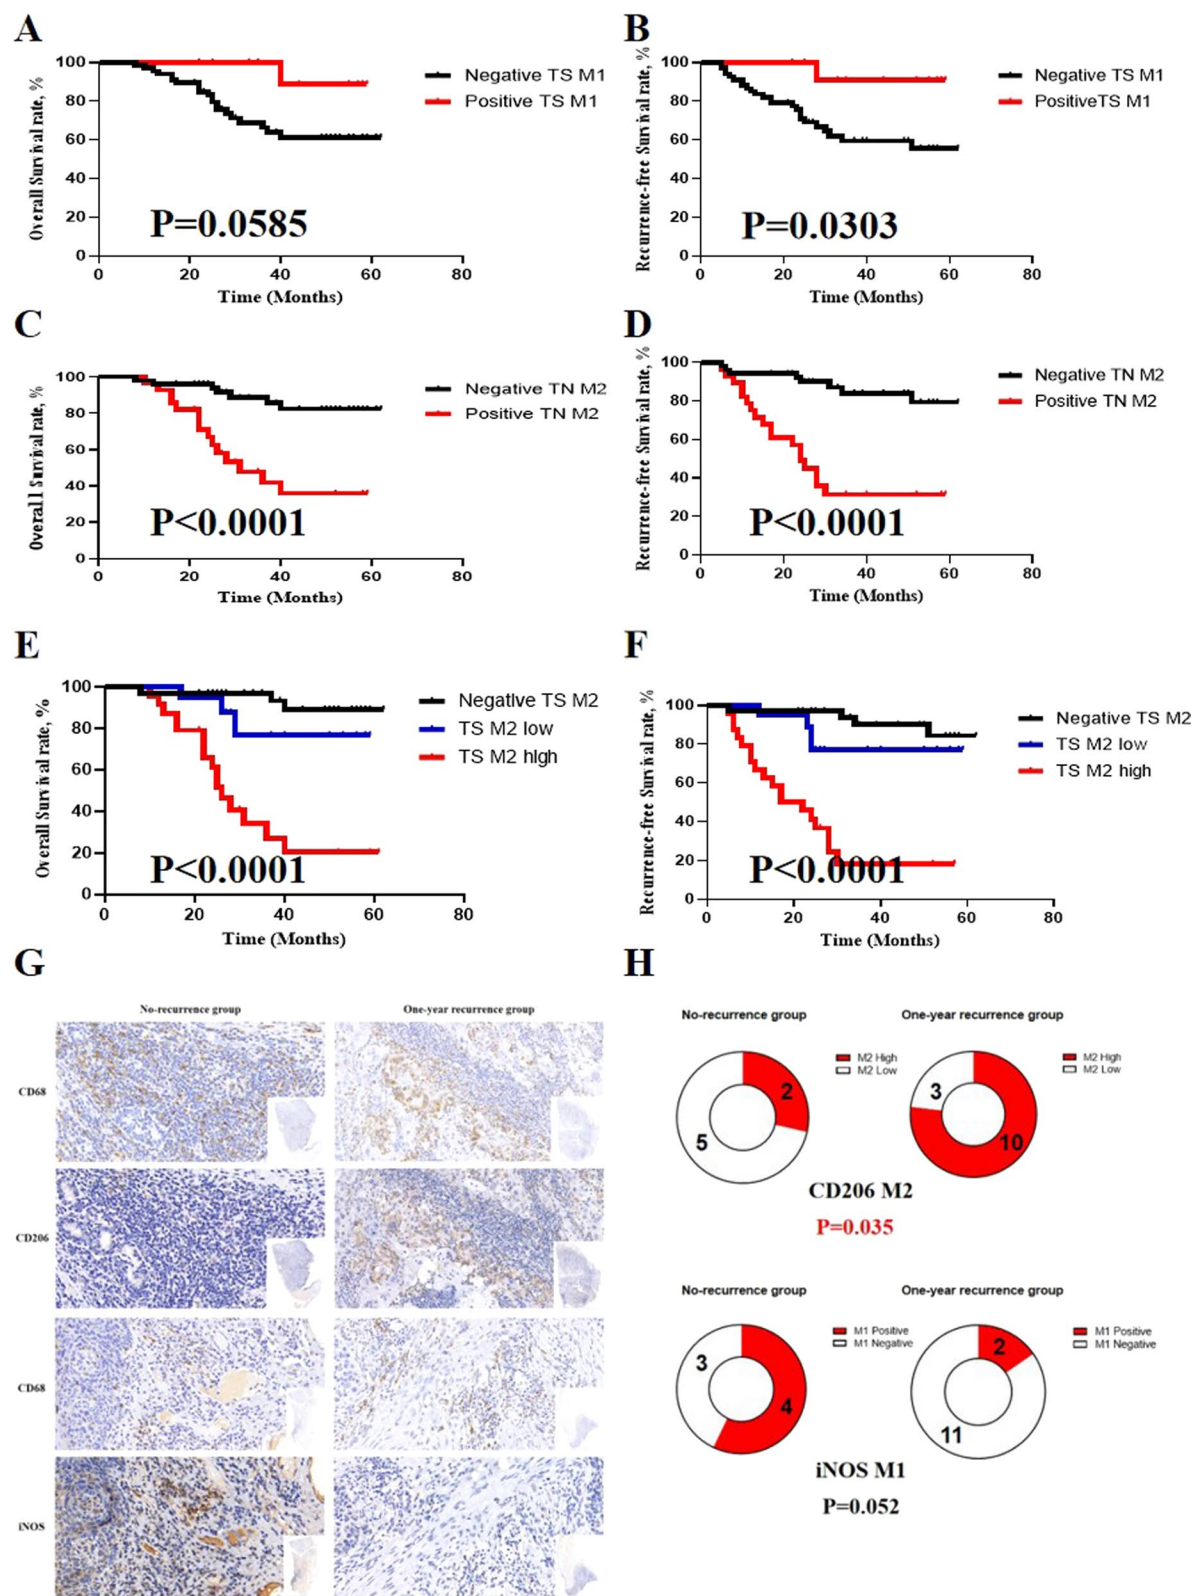 A
100
80
60
40
20
0
Overall Survival rate, %
0 20 40 60 80
Time (Months)
Negative TS M1
Positive TS M1
P=0.0585
B
100
80
60
40
20
0
Recurrence-free Survival rate, %
0 20 40 60 80
Time (Months)
Negative TS M1
PositiveTS M1
P=0.0303
C
100
80
60
40
20
0
Overall Survival rate, %
0 20 40 60 80
Time (Months)
Negative TN M2
Positive TN M2
P<0.0001
D
100
80
60
40
20
0
Recurrence-free Survival rate, %
0 20 40 60 80
Time (Months)
Negative TN M2
Positive TN M2
P<0.0001
E
100
80
60
40
20
0
Overall Survival rate, %
0 20 40 60 80
Time (Months)
Negative TS M2
TS M2 low
TS M2 high
P<0.0001
F
100
80
60
40
20
0
Recurrence-free Survival rate, %
0 20 40 60 80
Time (Months)
Negative TS M2
TS M2 low
TS M2 high
P<0.0001
G
No-recurrence group
One-year recurrence group
CD68
CD206
CD68
iNOS
H
No-recurrence group
One-year recurrence group
M2 High
M2 Low
M2 High
M2 Low
2
5
3
10
CD206 M2
P=0.035
No-recurrence group
One-year recurrence group
M1 Positive
M1 Negative
M1 Positive
M1 Negative
3
4
2
11
iNOS M1
P=0.052